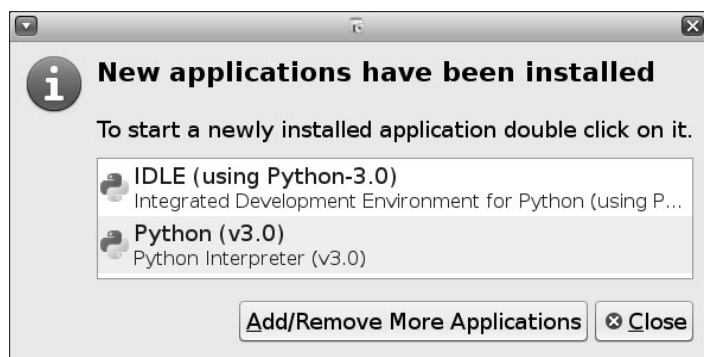 New applications have been installed
To start a newly installed application double click on it.
IDLE (using Python-3.0)
Integrated Development Environment for Python (using P...
Python (v3.0)
Python Interpreter (v3.0)
Add/Remove More Applications
Close